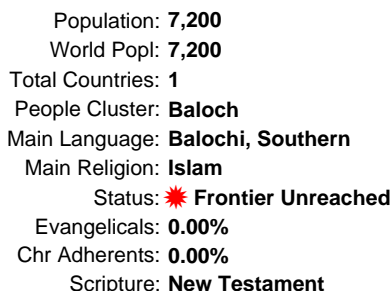 Population: 7,200
World Popl: 7,200
Total Countries: 1
People Cluster: Baloch
Main Language: Balochi, Southern
Main Religion: Islam
Status: Frontier Unreached
Evangelicals: 0.00%
Chr Adherents: 0.00%
Scripture: New Testament